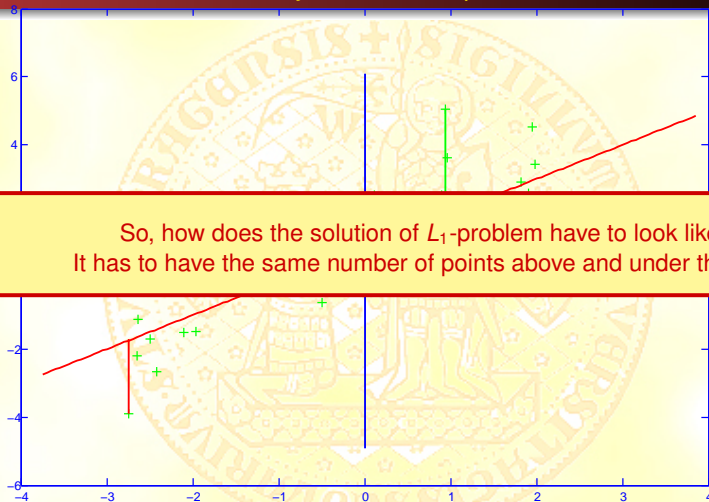 8
6
4
So, how does the solution of L1-problem have to look like
It has to have the same number of points above and under th
−2
−4
−6
−4 −3 −2 −1 0 1 2 3 4